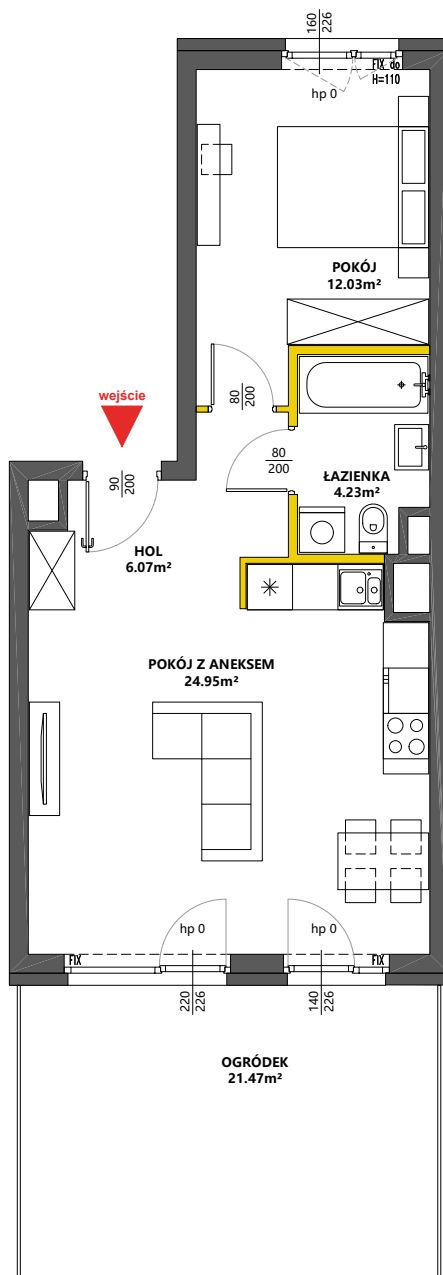 160
226
FIX do
H=110
hp 0
POKÓJ
12.03m²
80
200
wejście
80
200
90
200
ŁAZIENKA
4.23m²
HOL
6.07m²
POKÓJ Z ANEKSEM
24.95m²
hp 0
hp 0
FIX
FIX
220
226
140
226
OGRÓDEK
21.47m²